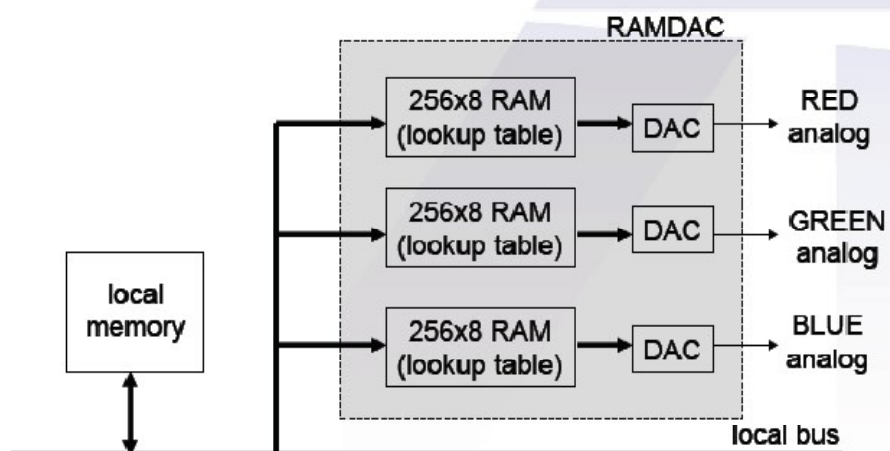 RAMDAC
256x8 RAM
(lookup table)
DAC
RED
analog
256x8 RAM
(lookup table)
DAC
GREEN
analog
local
memory
256x8 RAM
(lookup table)
DAC
BLUE
analog
local bus